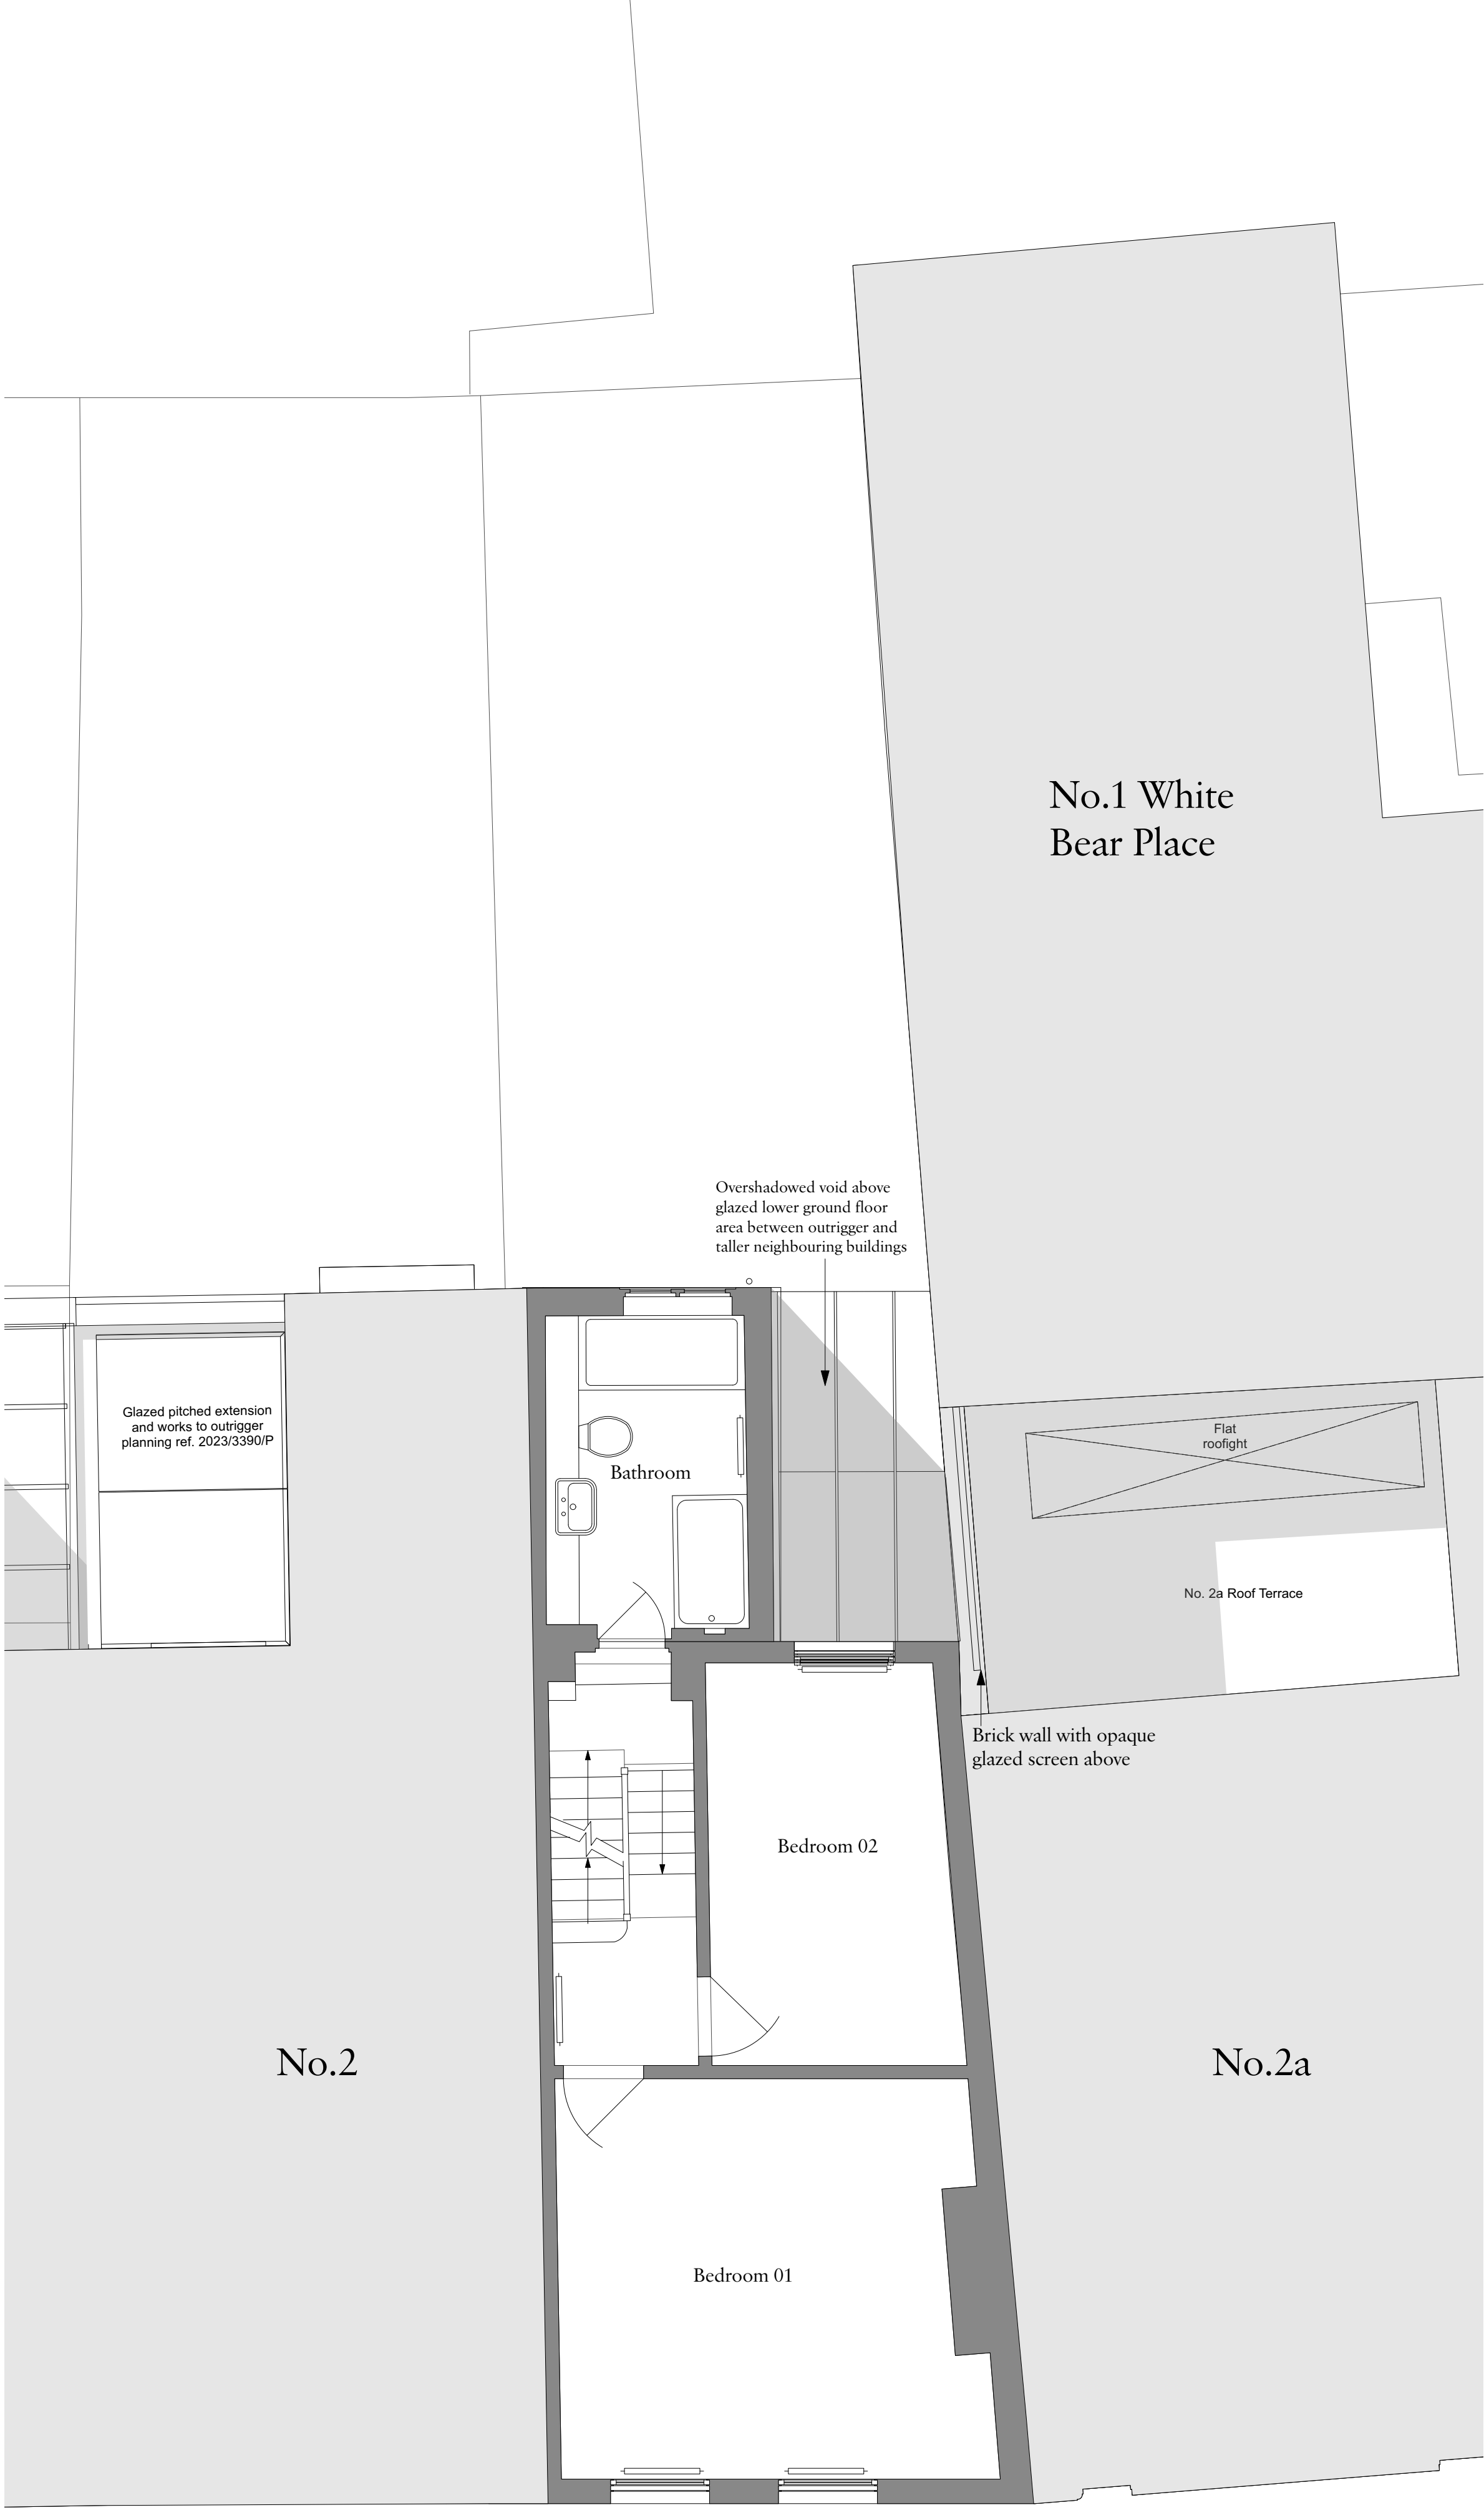 No.1 White
Bear Place
Overshadowed void above
glazed lower ground floor
area between outrigger and
taller neighbouring buildings
Glazed pitched extension
and works to outrigger
planning ref. 2023/3390/P
Flat
roofight
Bathroom
No. 2a Roof Terrace
Brick wall with opaque
glazed screen above
Bedroom 02
No.2
No.2a
Bedroom 01